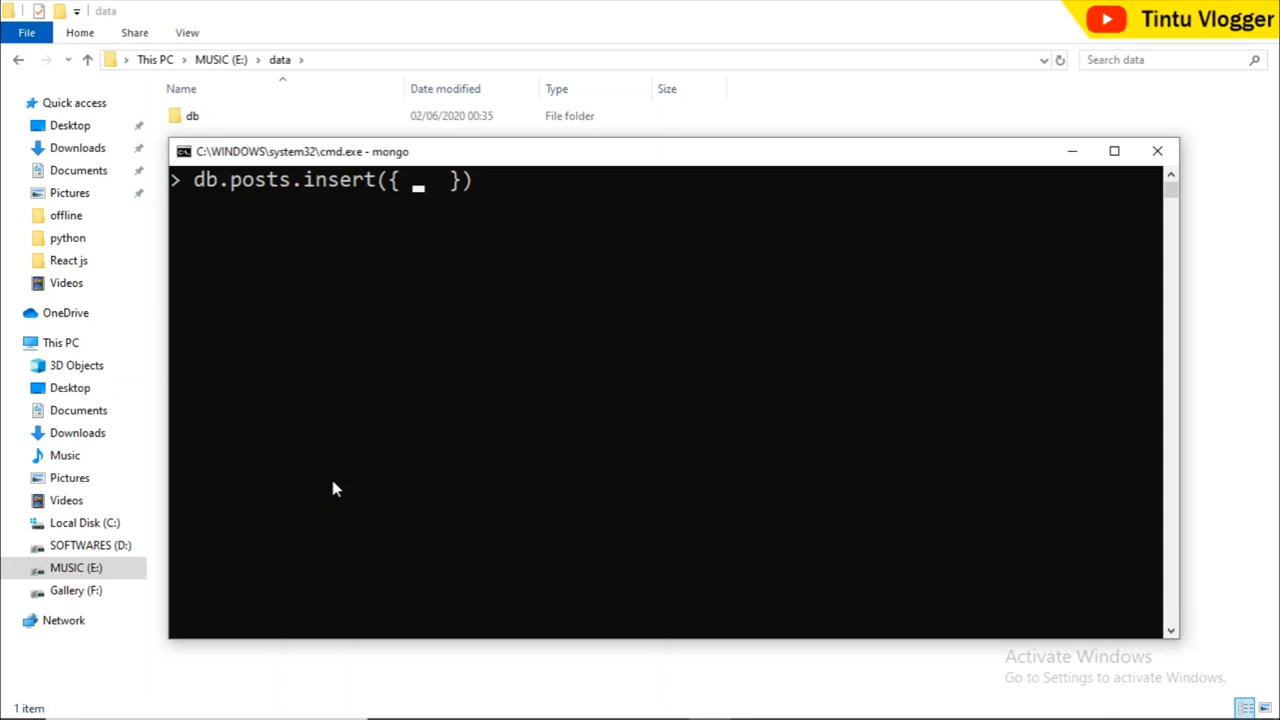 data
Tintu Vlogger
File Home Share View
This PC MUSIC (E:) data
Search data
Name Date modified Type Size
db 02/06/2020 00:35 File folder
Quick access
Desktop
Downloads
Documents
Pictures
offline
python
React js
Videos
OneDrive
This PC
3D Objects
Desktop
Documents
Downloads
Music
Pictures
Videos
Local Disk (C:)
SOFTWARES (D:)
MUSIC (E:)
Gallery (F:)
Network
C:\WINDOWS\system32\cmd.exe - mongo
> db.posts.insert({ _ })
Activate Windows
Go to Settings to activate Windows.
1 item